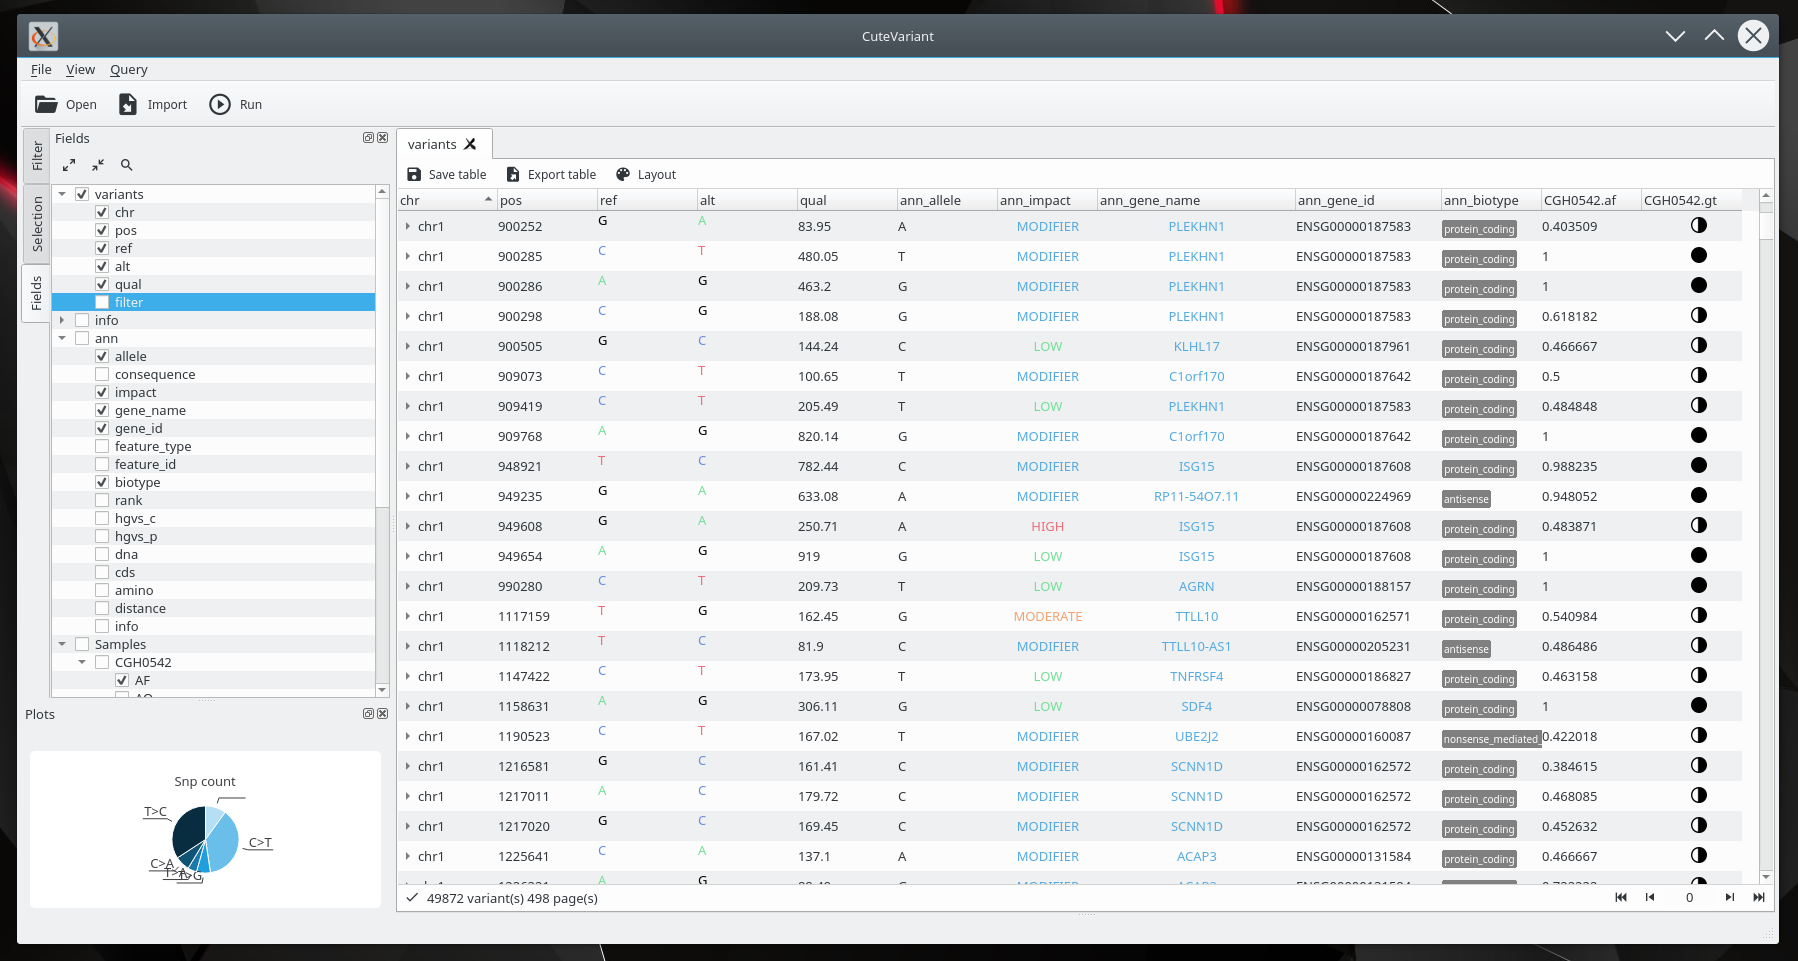 CuteVariant
File View Query
Open Import Run
Filter
Selection
Fields
Fields
variants
chr
pos
ref
alt
qual
filter
info
ann
allele
consequence
impact
gene_name
gene_id
feature_type
feature_id
biotype
rank
hgvs_c
hgvs_p
dna
cds
amino
distance
info
Samples
CGH0542
AF
Plots
Snp count
T>C
C>T
C>A
variants
Save table Export table Layout
chr pos ref alt qual ann_allele ann_impact ann_gene_name ann_gene_id ann_biotype CGH0542.af CGH0542.gt
chr1 900252 G A 83.95 A MODIFIER PLEKHN1 ENSG00000187583 protein_coding 0.403509
chr1 900285 C T 480.05 T MODIFIER PLEKHN1 ENSG00000187583 protein_coding 1
chr1 900286 A G 463.2 G MODIFIER PLEKHN1 ENSG00000187583 protein_coding 1
chr1 900298 C G 188.08 G MODIFIER PLEKHN1 ENSG00000187583 protein_coding 0.618182
chr1 900505 G C 144.24 C LOW KLHL17 ENSG00000187961 protein_coding 0.466667
chr1 909073 C T 100.65 T MODIFIER C1orf170 ENSG00000187642 protein_coding 0.5
chr1 909419 C T 205.49 T LOW PLEKHN1 ENSG00000187583 protein_coding 0.484848
chr1 909768 A G 820.14 G MODIFIER C1orf170 ENSG00000187642 protein_coding 1
chr1 948921 T C 782.44 C MODIFIER ISG15 ENSG00000187608 protein_coding 0.988235
chr1 949235 G A 633.08 A MODIFIER RP11-54O7.11 ENSG00000224969 antisense 0.948052
chr1 949608 G A 250.71 A HIGH ISG15 ENSG00000187608 protein_coding 0.483871
chr1 949654 A G 919 G LOW ISG15 ENSG00000187608 protein_coding 1
chr1 990280 C T 209.73 T LOW AGRN ENSG00000188157 protein_coding 1
chr1 1117159 T G 162.45 G MODERATE TTLL10 ENSG00000162571 protein_coding 0.540984
chr1 1118212 T C 81.9 C MODIFIER TTLL10-AS1 ENSG00000205231 antisense 0.486486
chr1 1147422 C T 173.95 T LOW TNFRSF4 ENSG00000186827 protein_coding 0.463158
chr1 1158631 A G 306.11 G LOW SDF4 ENSG00000078808 protein_coding 1
chr1 1190523 C T 167.02 T MODIFIER UBE2J2 ENSG00000160087 nonsense_mediated_ 0.422018
chr1 1216581 G C 161.41 C MODIFIER SCNN1D ENSG00000162572 protein_coding 0.384615
chr1 1217011 A C 179.72 C MODIFIER SCNN1D ENSG00000162572 protein_coding 0.468085
chr1 1217020 G C 169.45 C MODIFIER SCNN1D ENSG00000162572 protein_coding 0.452632
chr1 1225641 C A 137.1 A MODIFIER ACAP3 ENSG00000131584 protein_coding 0.466667
A G
49872 variant(s) 498 page(s)
0